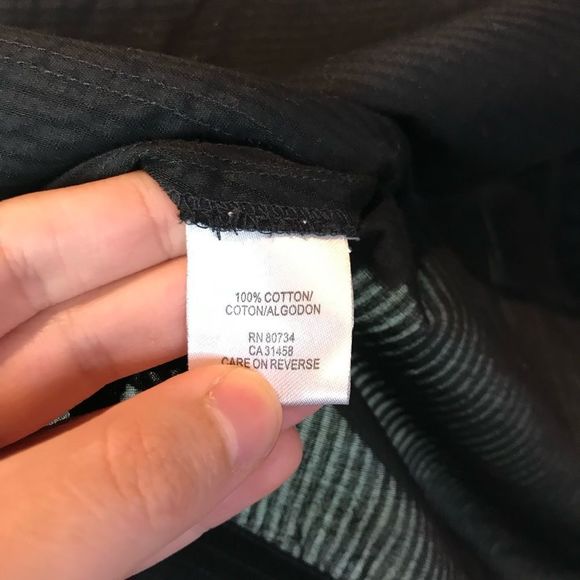 100% COTTON/
COTON/ALGODON
RN 80734
CA 31458
CARE ON REVERSE